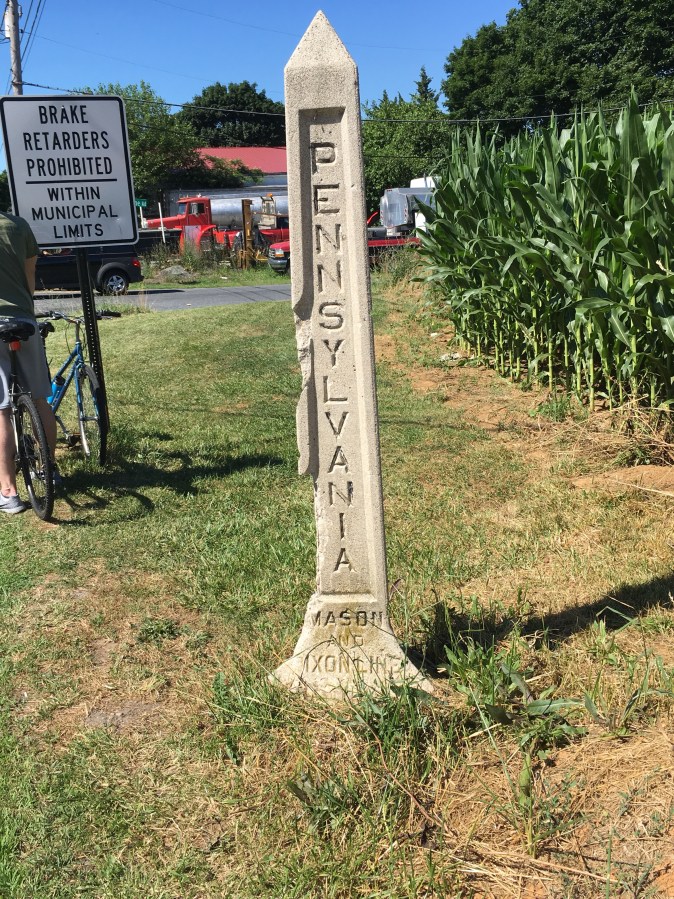 BRAKE
RETARDERS
PROHIBITED
WITHIN
MUNICIPAL
LIMITS
PENNSYLVANIA
MASON
AND
DIXON LINE